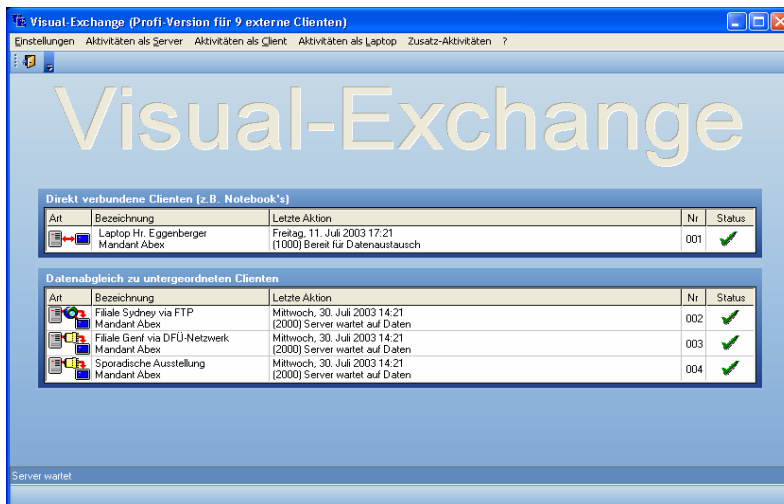 Visual-Exchange (Profi-Version für 9 externe Clienten)
Einstellungen Aktivitäten als Server Aktivitäten als Client Aktivitäten als Laptop Zusatz-Aktivitäten ?
Visual-Exchange
Direkt verbundene Clienten (z.B. Notebook's)
Art Bezeichnung Letzte Aktion Nr Status
Laptop Hr. Eggenberger Freitag, 11. Juli 2003 17:21
001
Mandant Abex (1000) Bereit für Datenaustausch
Datenabgleich zu untergeordneten Clienten
Art Bezeichnung Letzte Aktion Nr Status
Filiale Sydney via FTP Mittwoch, 30. Juli 2003 14:21
002
Mandant Abex (2000) Server wartet auf Daten
Filiale Genf via DFÜ-Netzwerk Mittwoch, 30. Juli 2003 14:21
003
Mandant Abex (2000) Server wartet auf Daten
Sporadische Ausstellung Mittwoch, 30. Juli 2003 14:21
004
Mandant Abex (2000) Server wartet auf Daten
Server wartet